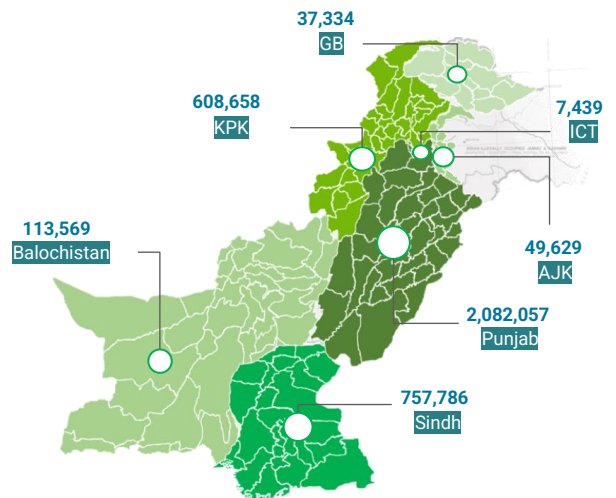 37,334
GB
7,439
ICT
608,658
KPK
49,629
AJK
113,569
Balochistan
2,082,057
Punjab
757,786
Sindh